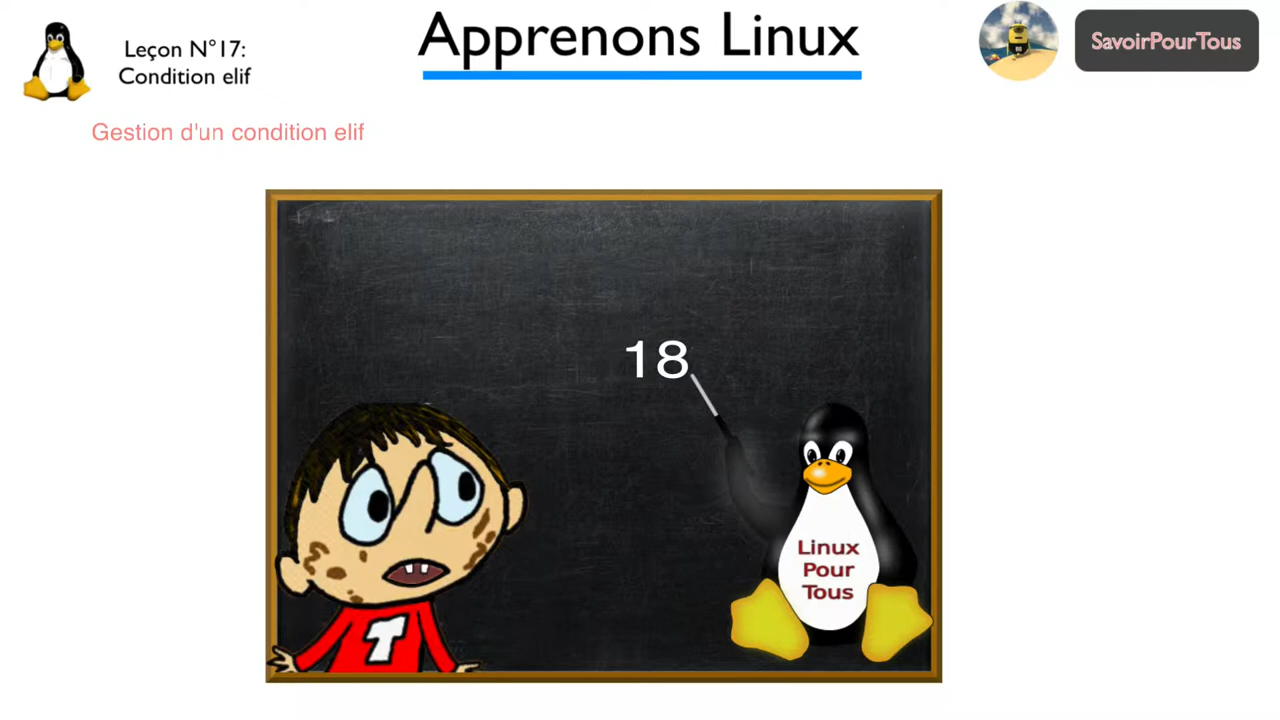 Apprenons Linux
Leçon N°17:
Condition elif
SavoirPourTous
Gestion d'un condition elif
18
Linux
Pour
Tous
T